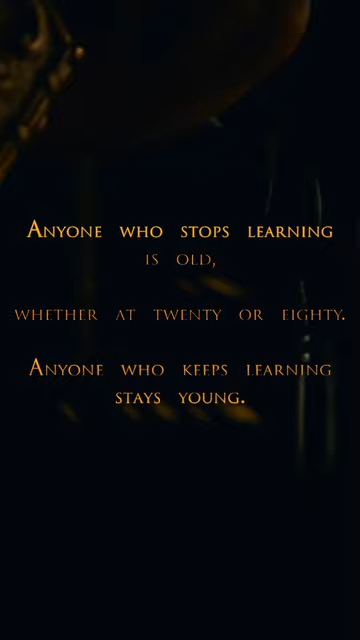 Anyone who stops learning
is old,
whether at twenty or eighty.
Anyone who keeps learning
stays young.